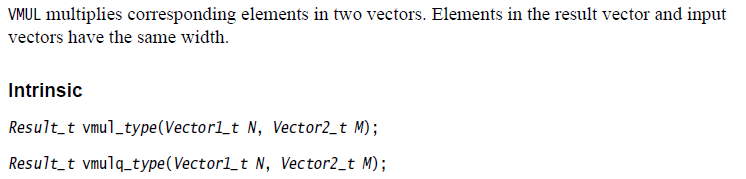 VMUL multiplies corresponding elements in two vectors. Elements in the result vector and input
vectors have the same width.
Intrinsic
Result_t vmul_type(Vector1_t N, Vector2_t M);
Result_t vmulq_type(Vector1_t N, Vector2_t M);